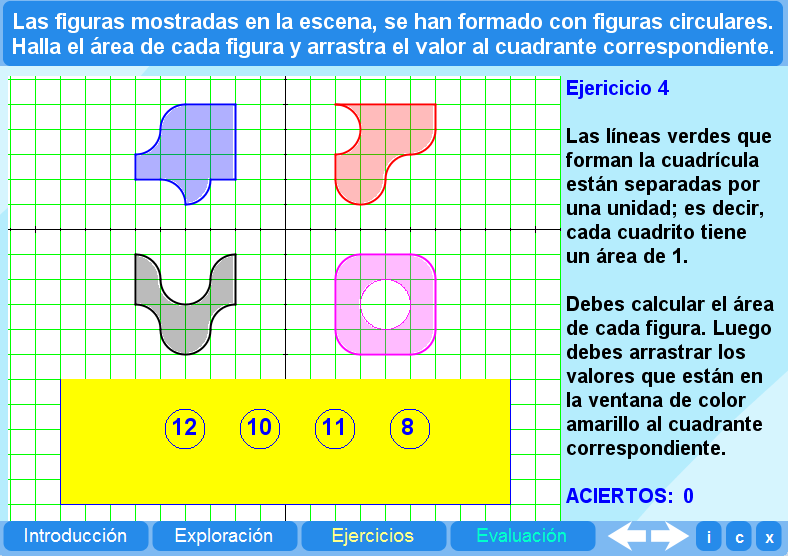 Las figuras mostradas en la escena, se han formado con figuras circulares.
Halla el área de cada figura y arrastra el valor al cuadrante correspondiente.
Ejericicio 4
Las líneas verdes que
forman la cuadrícula
están separadas por
una unidad; es decir,
cada cuadrito tiene
un área de 1.
Debes calcular el área
de cada figura. Luego
debes arrastrar los
valores que están en
la ventana de color
amarillo al cuadrante
correspondiente.
12 10 11 8
ACIERTOS: 0
Introducción Exploración Ejercicios Evaluación i c x